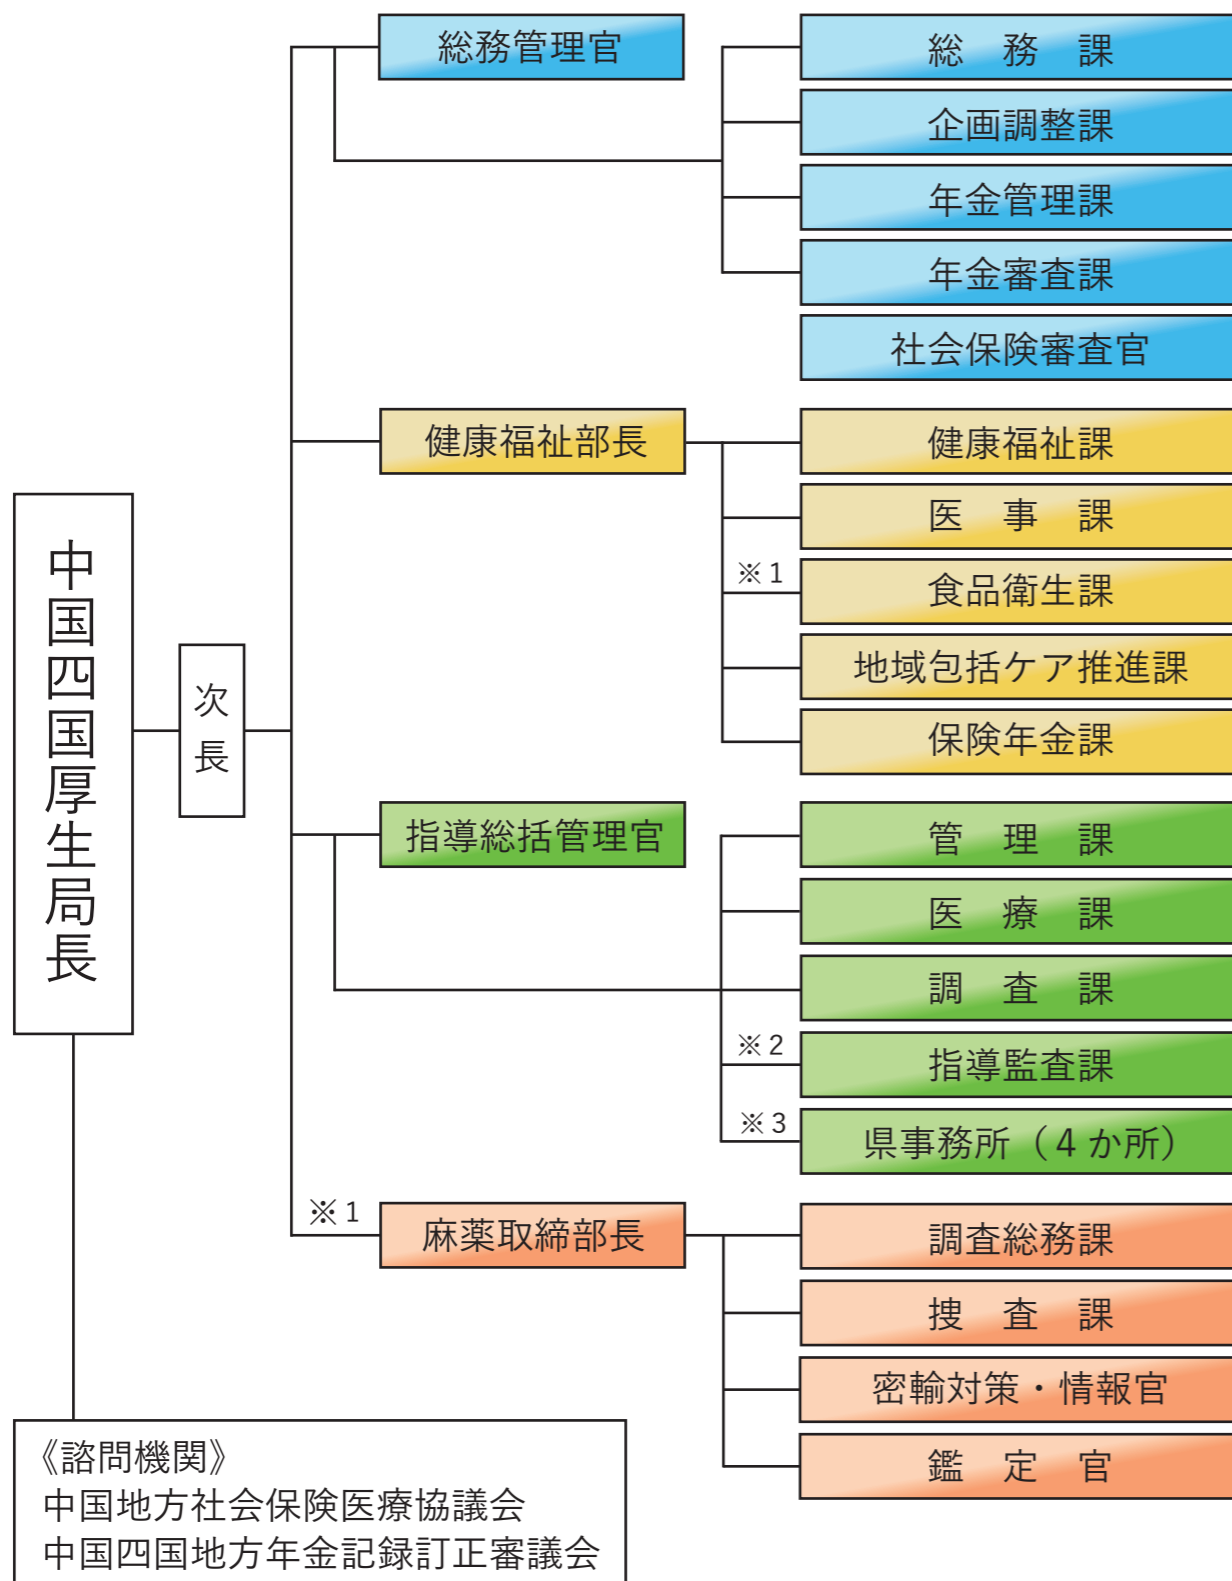 中国四国厚生局長
次長
総務管理官
総　務　課
企画調整課
年金管理課
年金審査課
社会保険審査官
健康福祉部長
健康福祉課
医　事　課
※1
食品衛生課
地域包括ケア推進課
保険年金課
指導総括管理官
管　理　課
医　療　課
調　査　課
※2
指導監査課
※3
県事務所（4か所）
※1
麻薬取締部長
調査総務課
捜　査　課
密輸対策・情報官
鑑　定　官
《諮問機関》
中国地方社会保険医療協議会
中国四国地方年金記録訂正審議会